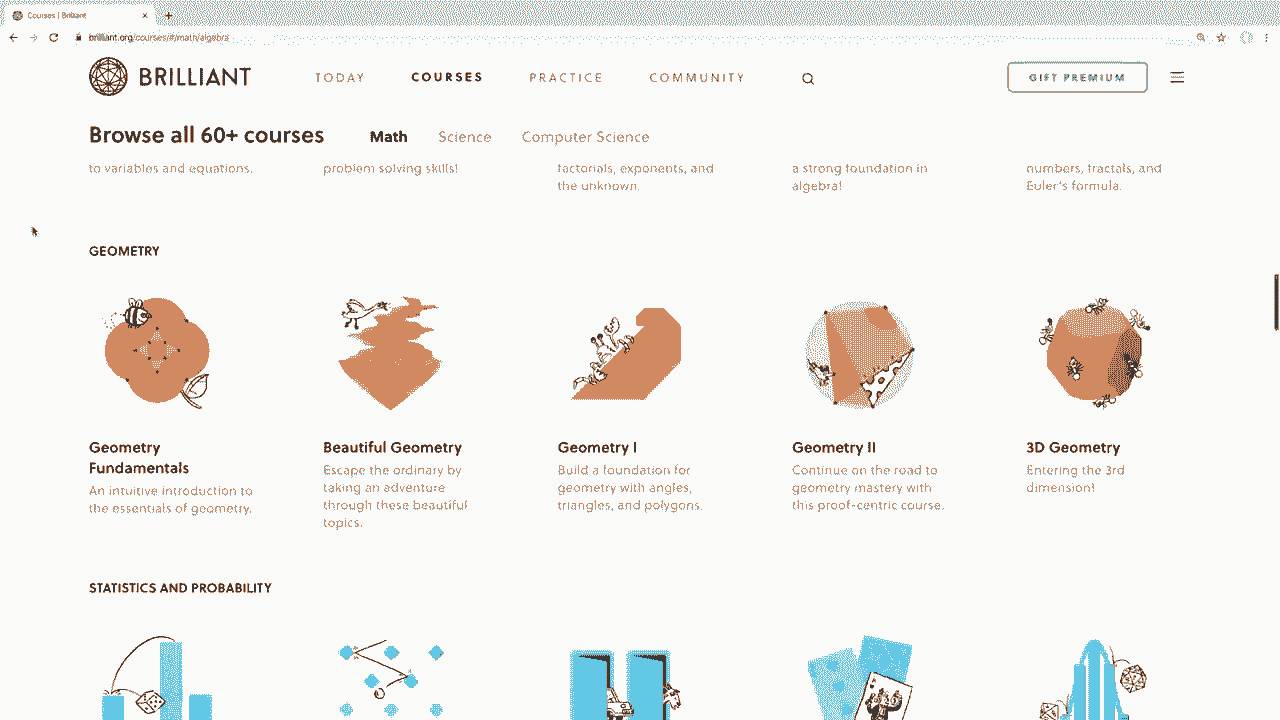 Courses | Brilliant
brilliant.org/courses/#/math/algebra
BRILLIANT
TODAY
COURSES
PRACTICE
COMMUNITY
GIFT PREMIUM
Browse all 60+ courses
Math
Science
Computer Science
to variables and equations.
problem solving skills!
factorials, exponents, and
the unknown.
a strong foundation in
algebra!
numbers, fractals, and
Euler's formula.
GEOMETRY
Geometry
Fundamentals
An intuitive introduction to
the essentials of geometry.
Beautiful Geometry
Escape the ordinary by
taking an adventure
through these beautiful
topics.
Geometry I
Build a foundation for
geometry with angles,
triangles, and polygons.
Geometry II
Continue on the road to
geometry mastery with
this proof-centric course.
3D Geometry
Entering the 3rd
dimension!
STATISTICS AND PROBABILITY